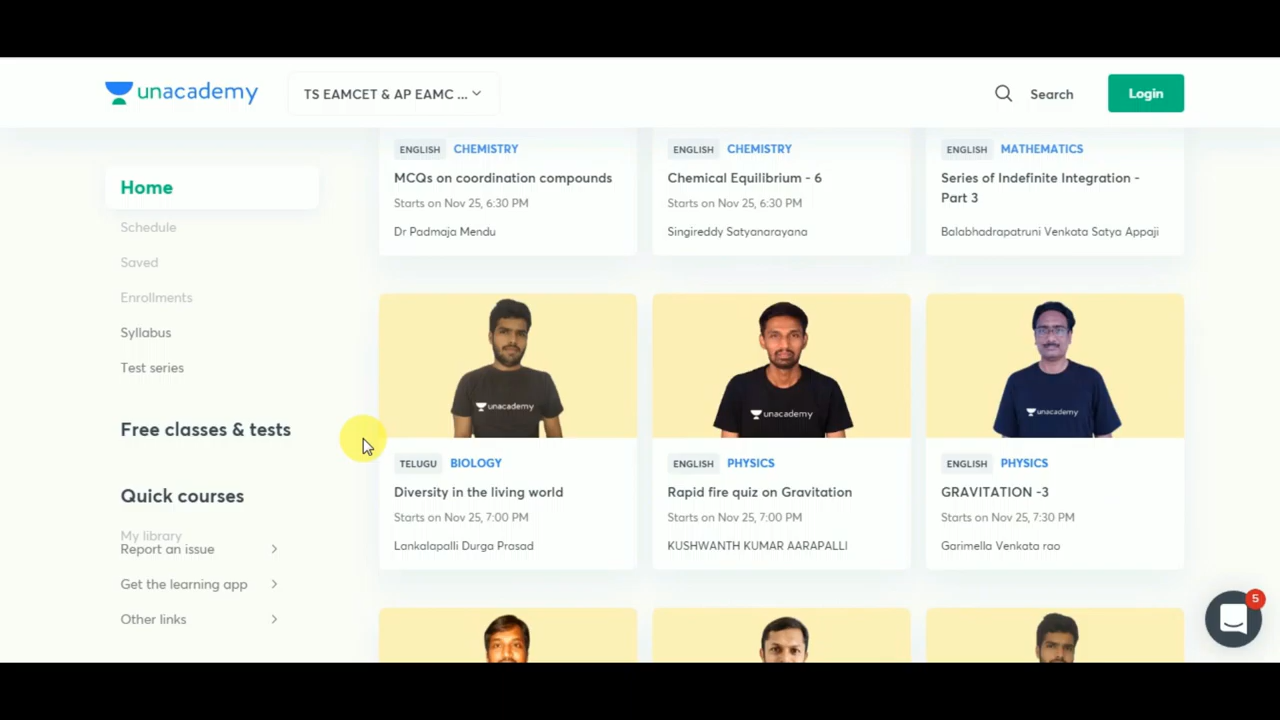 unacademy
TS EAMCET & AP EAMC ...
Search
Login
Home
Schedule
Saved
Enrollments
Syllabus
Test series
Free classes & tests
Quick courses
My library
Report an issue
Get the learning app
Other links
ENGLISH CHEMISTRY
MCQs on coordination compounds
Starts on Nov 25, 6:30 PM
Dr Padmaja Mendu
ENGLISH CHEMISTRY
Chemical Equilibrium - 6
Starts on Nov 25, 6:30 PM
Singireddy Satyanarayana
ENGLISH MATHEMATICS
Series of Indefinite Integration -
Part 3
Balabhadrapatruni Venkata Satya Appaji
unacademy
TELUGU BIOLOGY
Diversity in the living world
Starts on Nov 25, 7:00 PM
Lankalapalli Durga Prasad
unacademy
ENGLISH PHYSICS
Rapid fire quiz on Gravitation
Starts on Nov 25, 7:00 PM
KUSHWANTH KUMAR AARAPALLI
unacademy
ENGLISH PHYSICS
GRAVITATION -3
Starts on Nov 25, 7:30 PM
Garimella Venkata rao
5